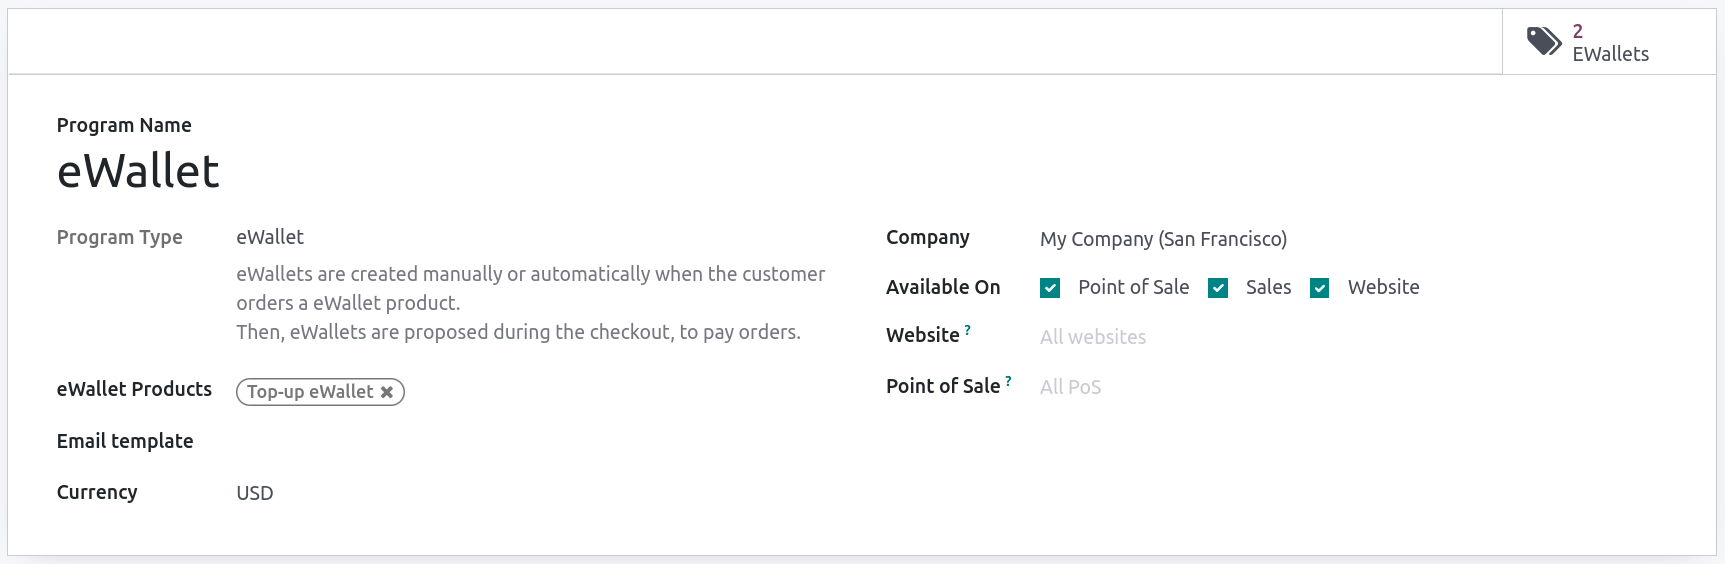 2
EWallets
Program Name
eWallet
Program Type
eWallet
eWallets are created manually or automatically when the customer
orders a eWallet product.
Then, eWallets are proposed during the checkout, to pay orders.
eWallet Products
Top-up eWallet ✖
Email template
Currency
USD
Company
My Company (San Francisco)
Available On
Point of Sale
Sales
Website
Website ?
All websites
Point of Sale ?
All PoS